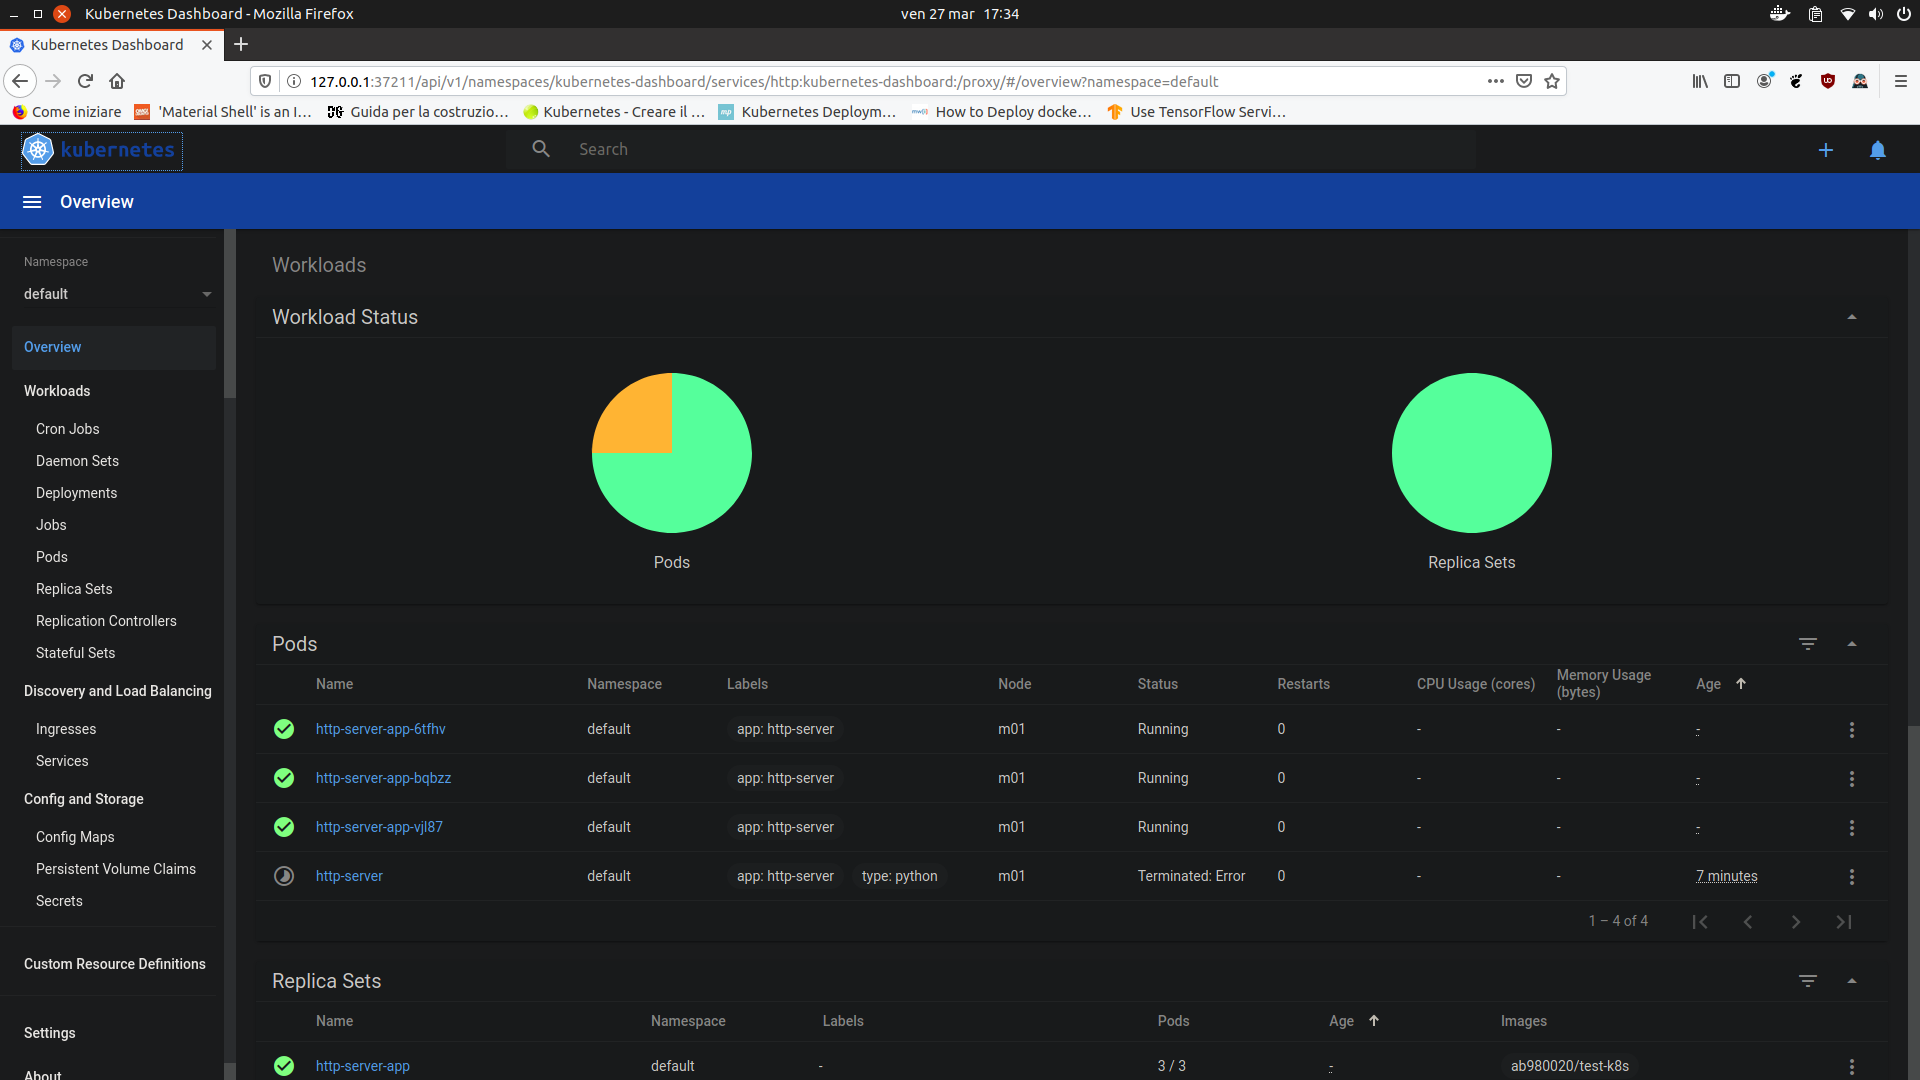 Kubernetes Dashboard - Mozilla Firefox
ven 27 mar 17:34
Kubernetes Dashboard
127.0.0.1:37211/api/v1/namespaces/kubernetes-dashboard/services/http:kubernetes-dashboard:/proxy/#/overview?namespace=default
Come iniziare
'Material Shell' is an I…
Guida per la costruzio…
Kubernetes - Creare il …
Kubernetes Deploym…
How to Deploy docke…
Use TensorFlow Servi…
kubernetes
Search
Overview
Namespace
default
Overview
Workloads
Cron Jobs
Daemon Sets
Deployments
Jobs
Pods
Replica Sets
Replication Controllers
Stateful Sets
Discovery and Load Balancing
Ingresses
Services
Config and Storage
Config Maps
Persistent Volume Claims
Secrets
Custom Resource Definitions
Settings
About
Workloads
Workload Status
Pods
Replica Sets
Pods
Name Namespace Labels Node Status Restarts CPU Usage (cores) Memory Usage (bytes) Age
http-server-app-6tfhv default app: http-server m01 Running 0 - - -
http-server-app-bqbzz default app: http-server m01 Running 0 - - -
http-server-app-vjl87 default app: http-server m01 Running 0 - - -
http-server default app: http-server type: python m01 Terminated: Error 0 - - 7 minutes
1 – 4 of 4
Replica Sets
Name Namespace Labels Pods Age Images
http-server-app default - 3 / 3 - ab980020/test-k8s